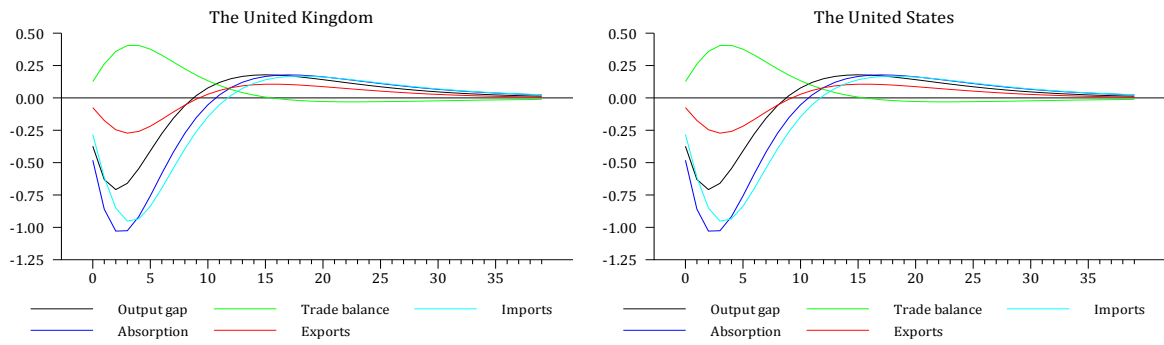 The United Kingdom
0.50
0.25
0.00
-0.25
-0.50
-0.75
-1.00
-1.25
0 5 10 15 20 25 30 35
Output gap Trade balance Imports
Absorption Exports
The United States
0.50
0.25
0.00
-0.25
-0.50
-0.75
-1.00
-1.25
0 5 10 15 20 25 30 35
Output gap Trade balance Imports
Absorption Exports